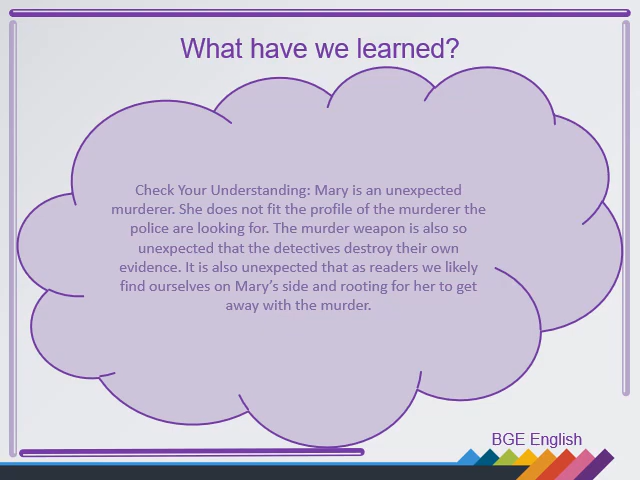 What have we learned?
Check Your Understanding: Mary is an unexpected
murderer. She does not fit the profile of the murderer the
police are looking for. The murder weapon is also so
unexpected that the detectives destroy their own
evidence. It is also unexpected that as readers we likely
find ourselves on Mary’s side and rooting for her to get
away with the murder.
BGE English